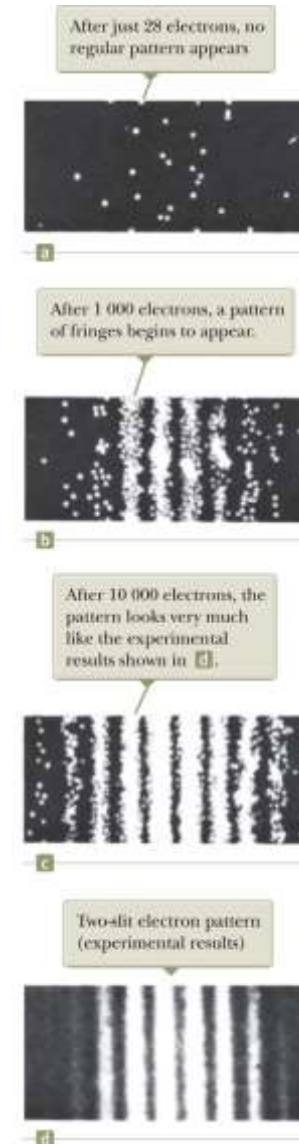 After just 28 electrons, no
regular pattern appears
a
After 1 000 electrons, a pattern
of fringes begins to appear.
b
After 10 000 electrons, the
pattern looks very much
like the experimental
results shown in d.
c
Two-slit electron pattern
(experimental results)
d